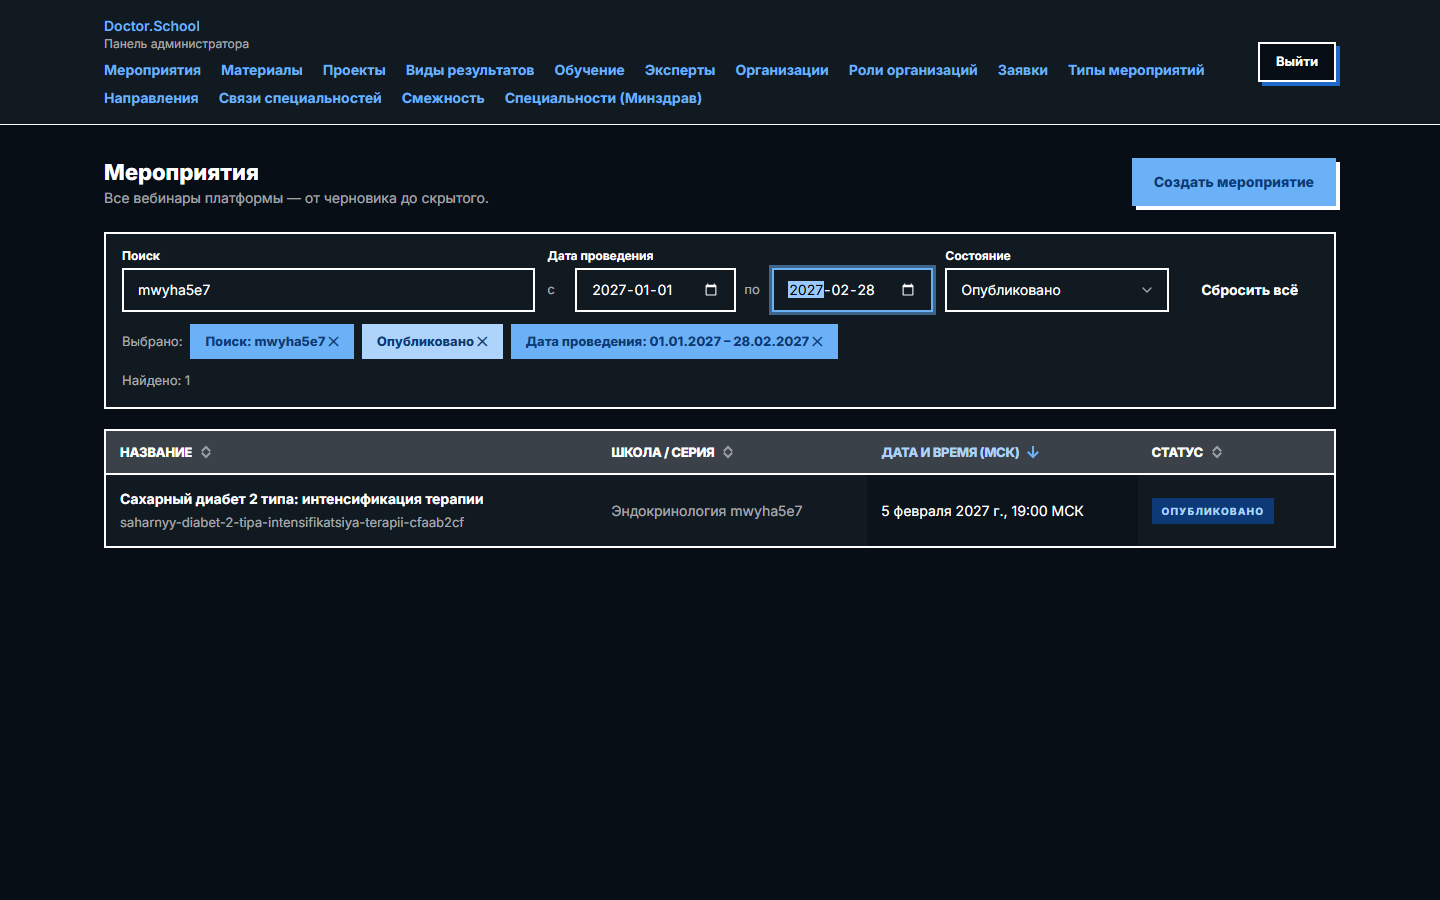 Doctor.School
Панель администратора
Мероприятия Материалы Проекты Виды результатов Обучение Эксперты Организации Роли организаций Заявки Типы мероприятий
Направления Связи специальностей Смежность Специальности (Минздрав)
Выйти
Мероприятия
Все вебинары платформы — от черновика до скрытого.
Создать мероприятие
Поиск Дата проведения Состояние
mwyha5e7 с 2027-01-01 по 2027-02-28 Опубликовано Сбросить всё
Выбрано: Поиск: mwyha5e7 Опубликовано Дата проведения: 01.01.2027 – 28.02.2027
Найдено: 1
НАЗВАНИЕ ШКОЛА / СЕРИЯ ДАТА И ВРЕМЯ (МСК) СТАТУС
Сахарный диабет 2 типа: интенсификация терапии
saharnyy-diabet-2-tipa-intensifikatsiya-terapii-cfaab2cf
Эндокринология mwyha5e7 5 февраля 2027 г., 19:00 МСК ОПУБЛИКОВАНО